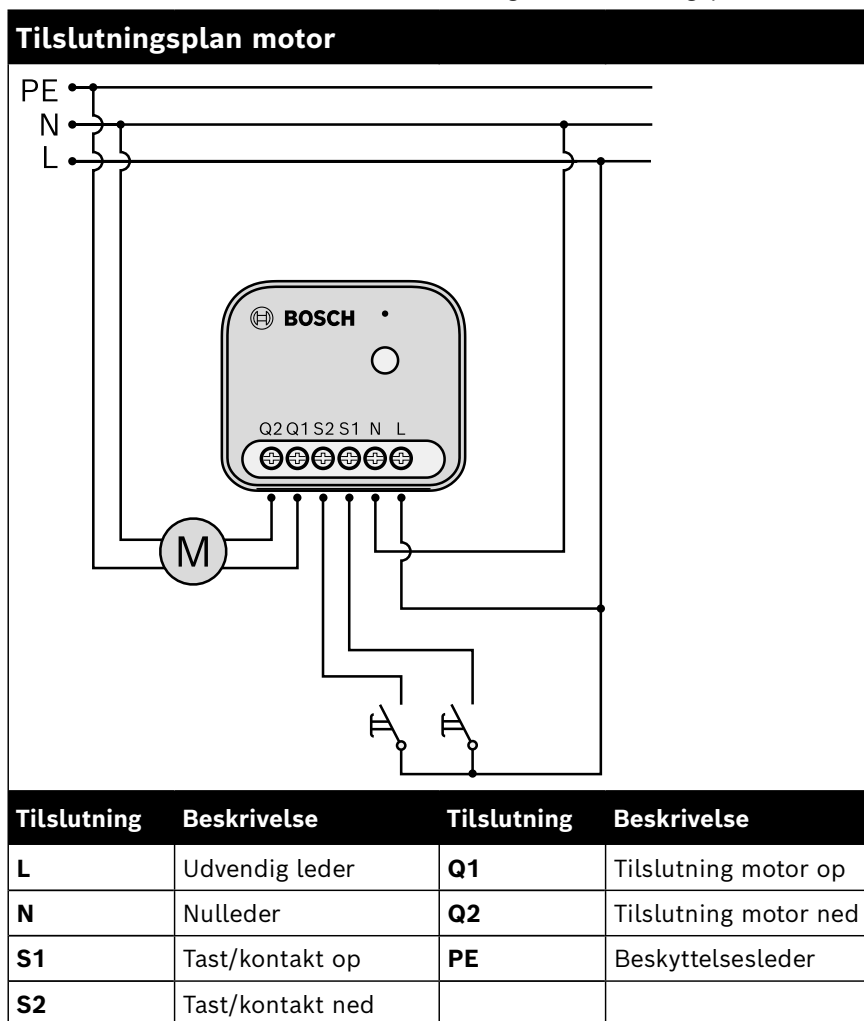 Tilslutningsplan motor
PE
N
L
BOSCH
Q2 Q1 S2 S1 N L
M
Tilslutning Beskrivelse Tilslutning Beskrivelse
L Udvendig leder Q1 Tilslutning motor op
N Nulleder Q2 Tilslutning motor ned
S1 Tast/kontakt op PE Beskyttelsesleder
S2 Tast/kontakt ned